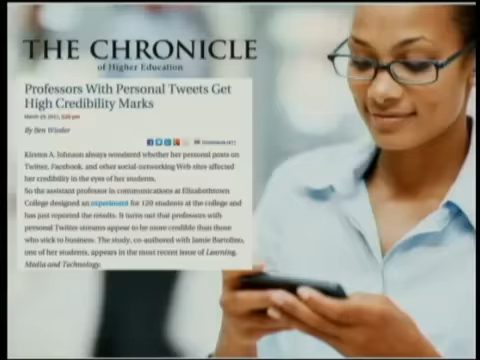 THE CHRONICLE
of Higher Education
Professors With Personal Tweets Get
High Credibility Marks
By Ben Wieder
Kirsten A. Johnson always wondered whether her personal posts on
Twitter, Facebook, and other social-networking Web sites affected
her credibility in the eyes of her students.
So the assistant professor in communications at Elizabethtown
College designed an experiment for 120 students at the college and
has just reported the results. It turns out that professors with
personal Twitter streams appear to be more credible than those
who stick to business. The study, co-authored with Jamie Bartolino,
one of her students, appears in the most recent issue of Learning,
Media and Technology.